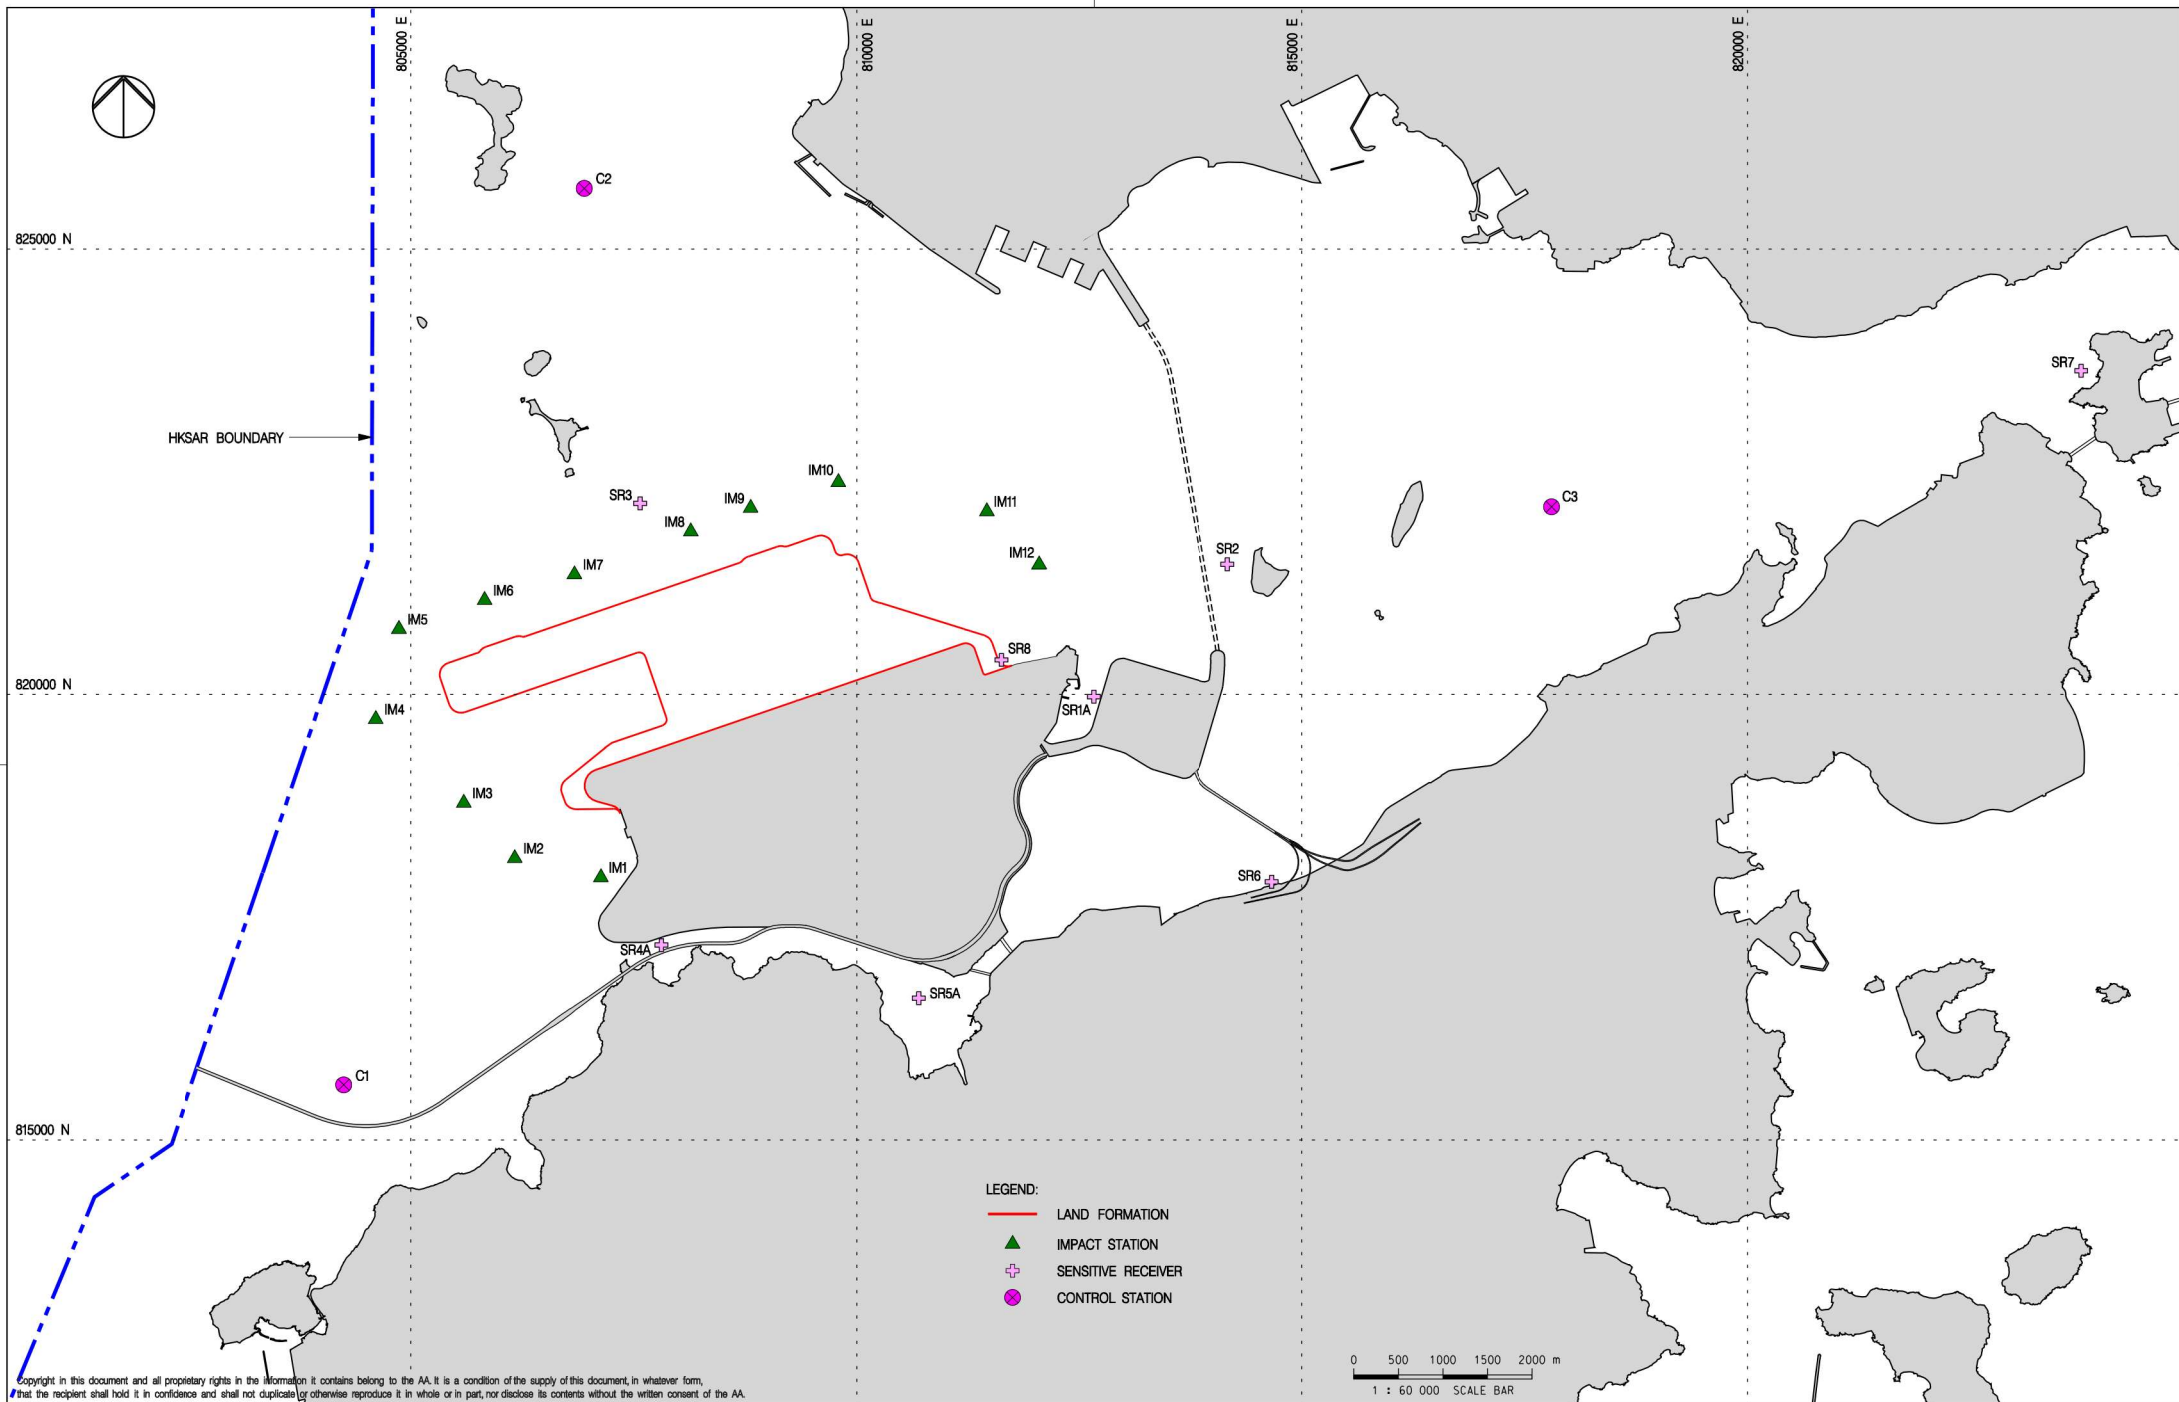 805000 E
810000 E
815000 E
820000 E
C2
825000 N
SR7
HKSAR BOUNDARY
IM10
SR3
IM9
IM11
C3
IM8
IM12
SR2
IM7
IM6
IM5
SR8
820000 N
IM4
SR1A
IM3
IM2
IM1
SR6
SR4A
SR5A
C1
815000 N
LEGEND:
LAND FORMATION
IMPACT STATION
SENSITIVE RECEIVER
CONTROL STATION
0 500 1000 1500 2000 m
1 : 60 000 SCALE BAR
Copyright in this document and all proprietary rights in the information it contains belong to the AA. It is a condition of the supply of this document, in whatever form,
that the recipient shall hold it in confidence and shall not duplicate or otherwise reproduce it in whole or in part, nor disclose its contents without the written consent of the AA.